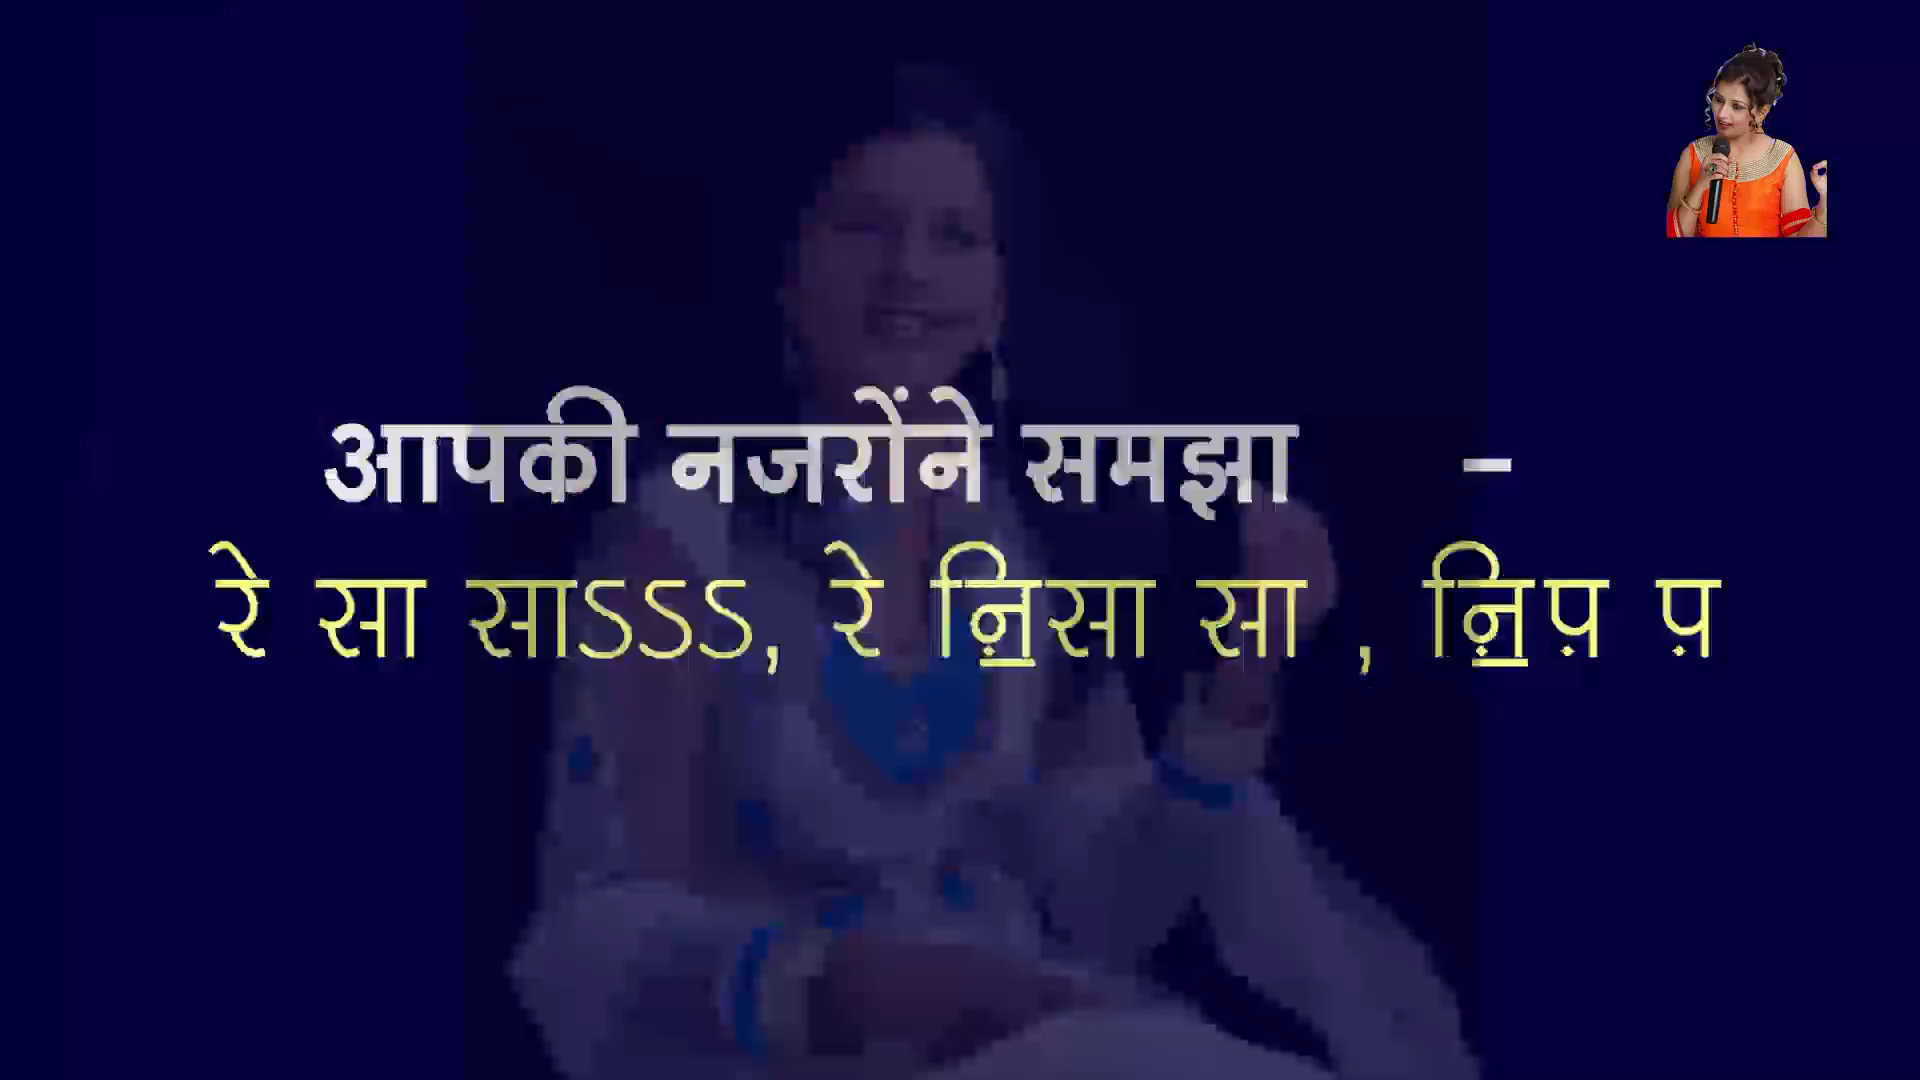 आपकी नजरोंने समझा -
रे सा साऽऽऽ, रे नि़॒सा सा , नि़॒प़ प़